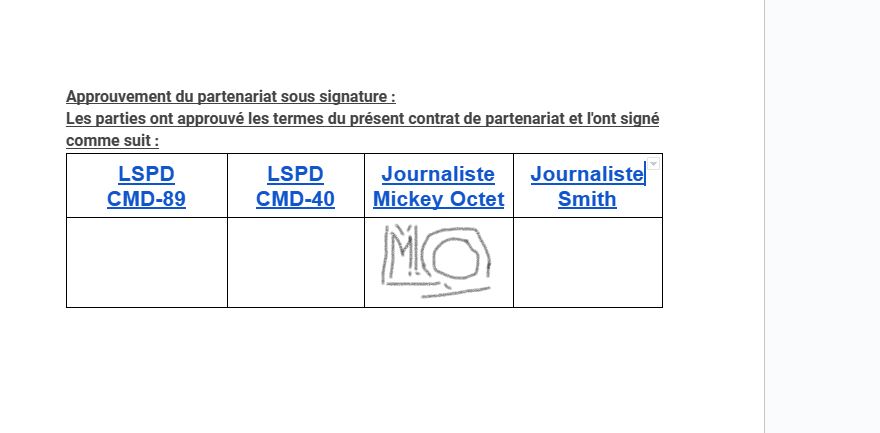 Approuvement du partenariat sous signature :
Les parties ont approuvé les termes du présent contrat de partenariat et l'ont signé
comme suit :
LSPD
CMD-89
LSPD
CMD-40
Journaliste
Mickey Octet
Journaliste
Smith
MO